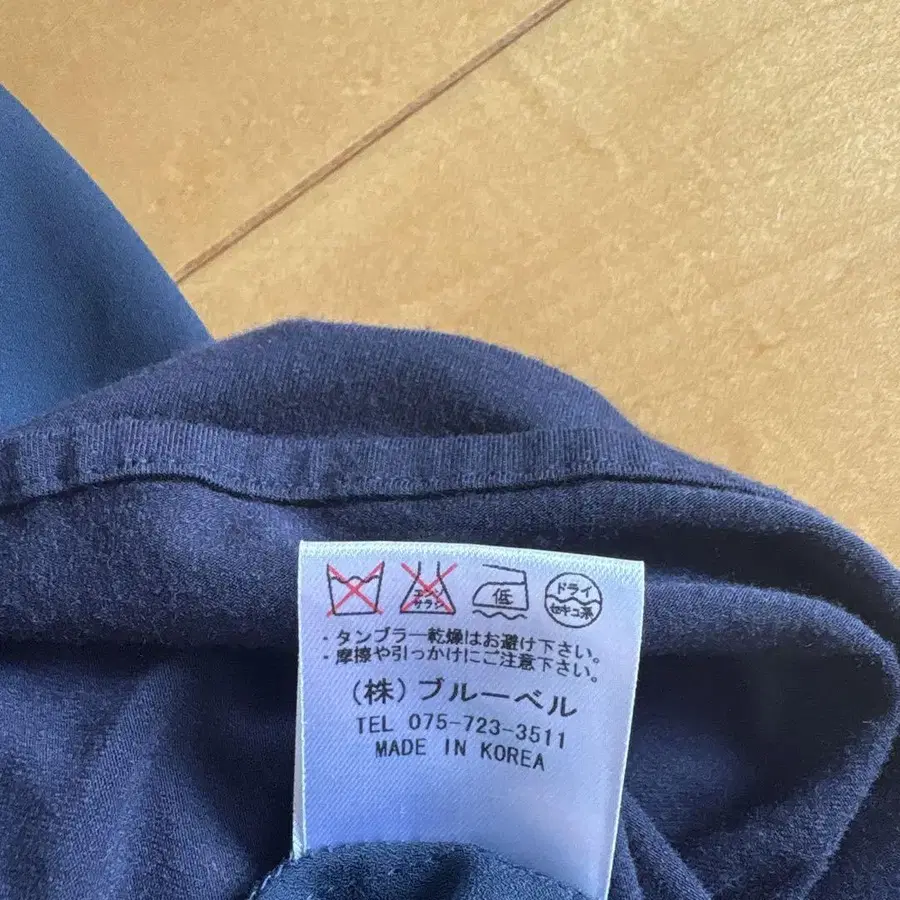 エンソサラシ 低 ドライ セキユ系
・タンブラー乾燥はお避け下さい。
・摩擦や引っかけにご注意下さい。
(株)ブルーベル
TEL 075-723-3511
MADE IN KOREA